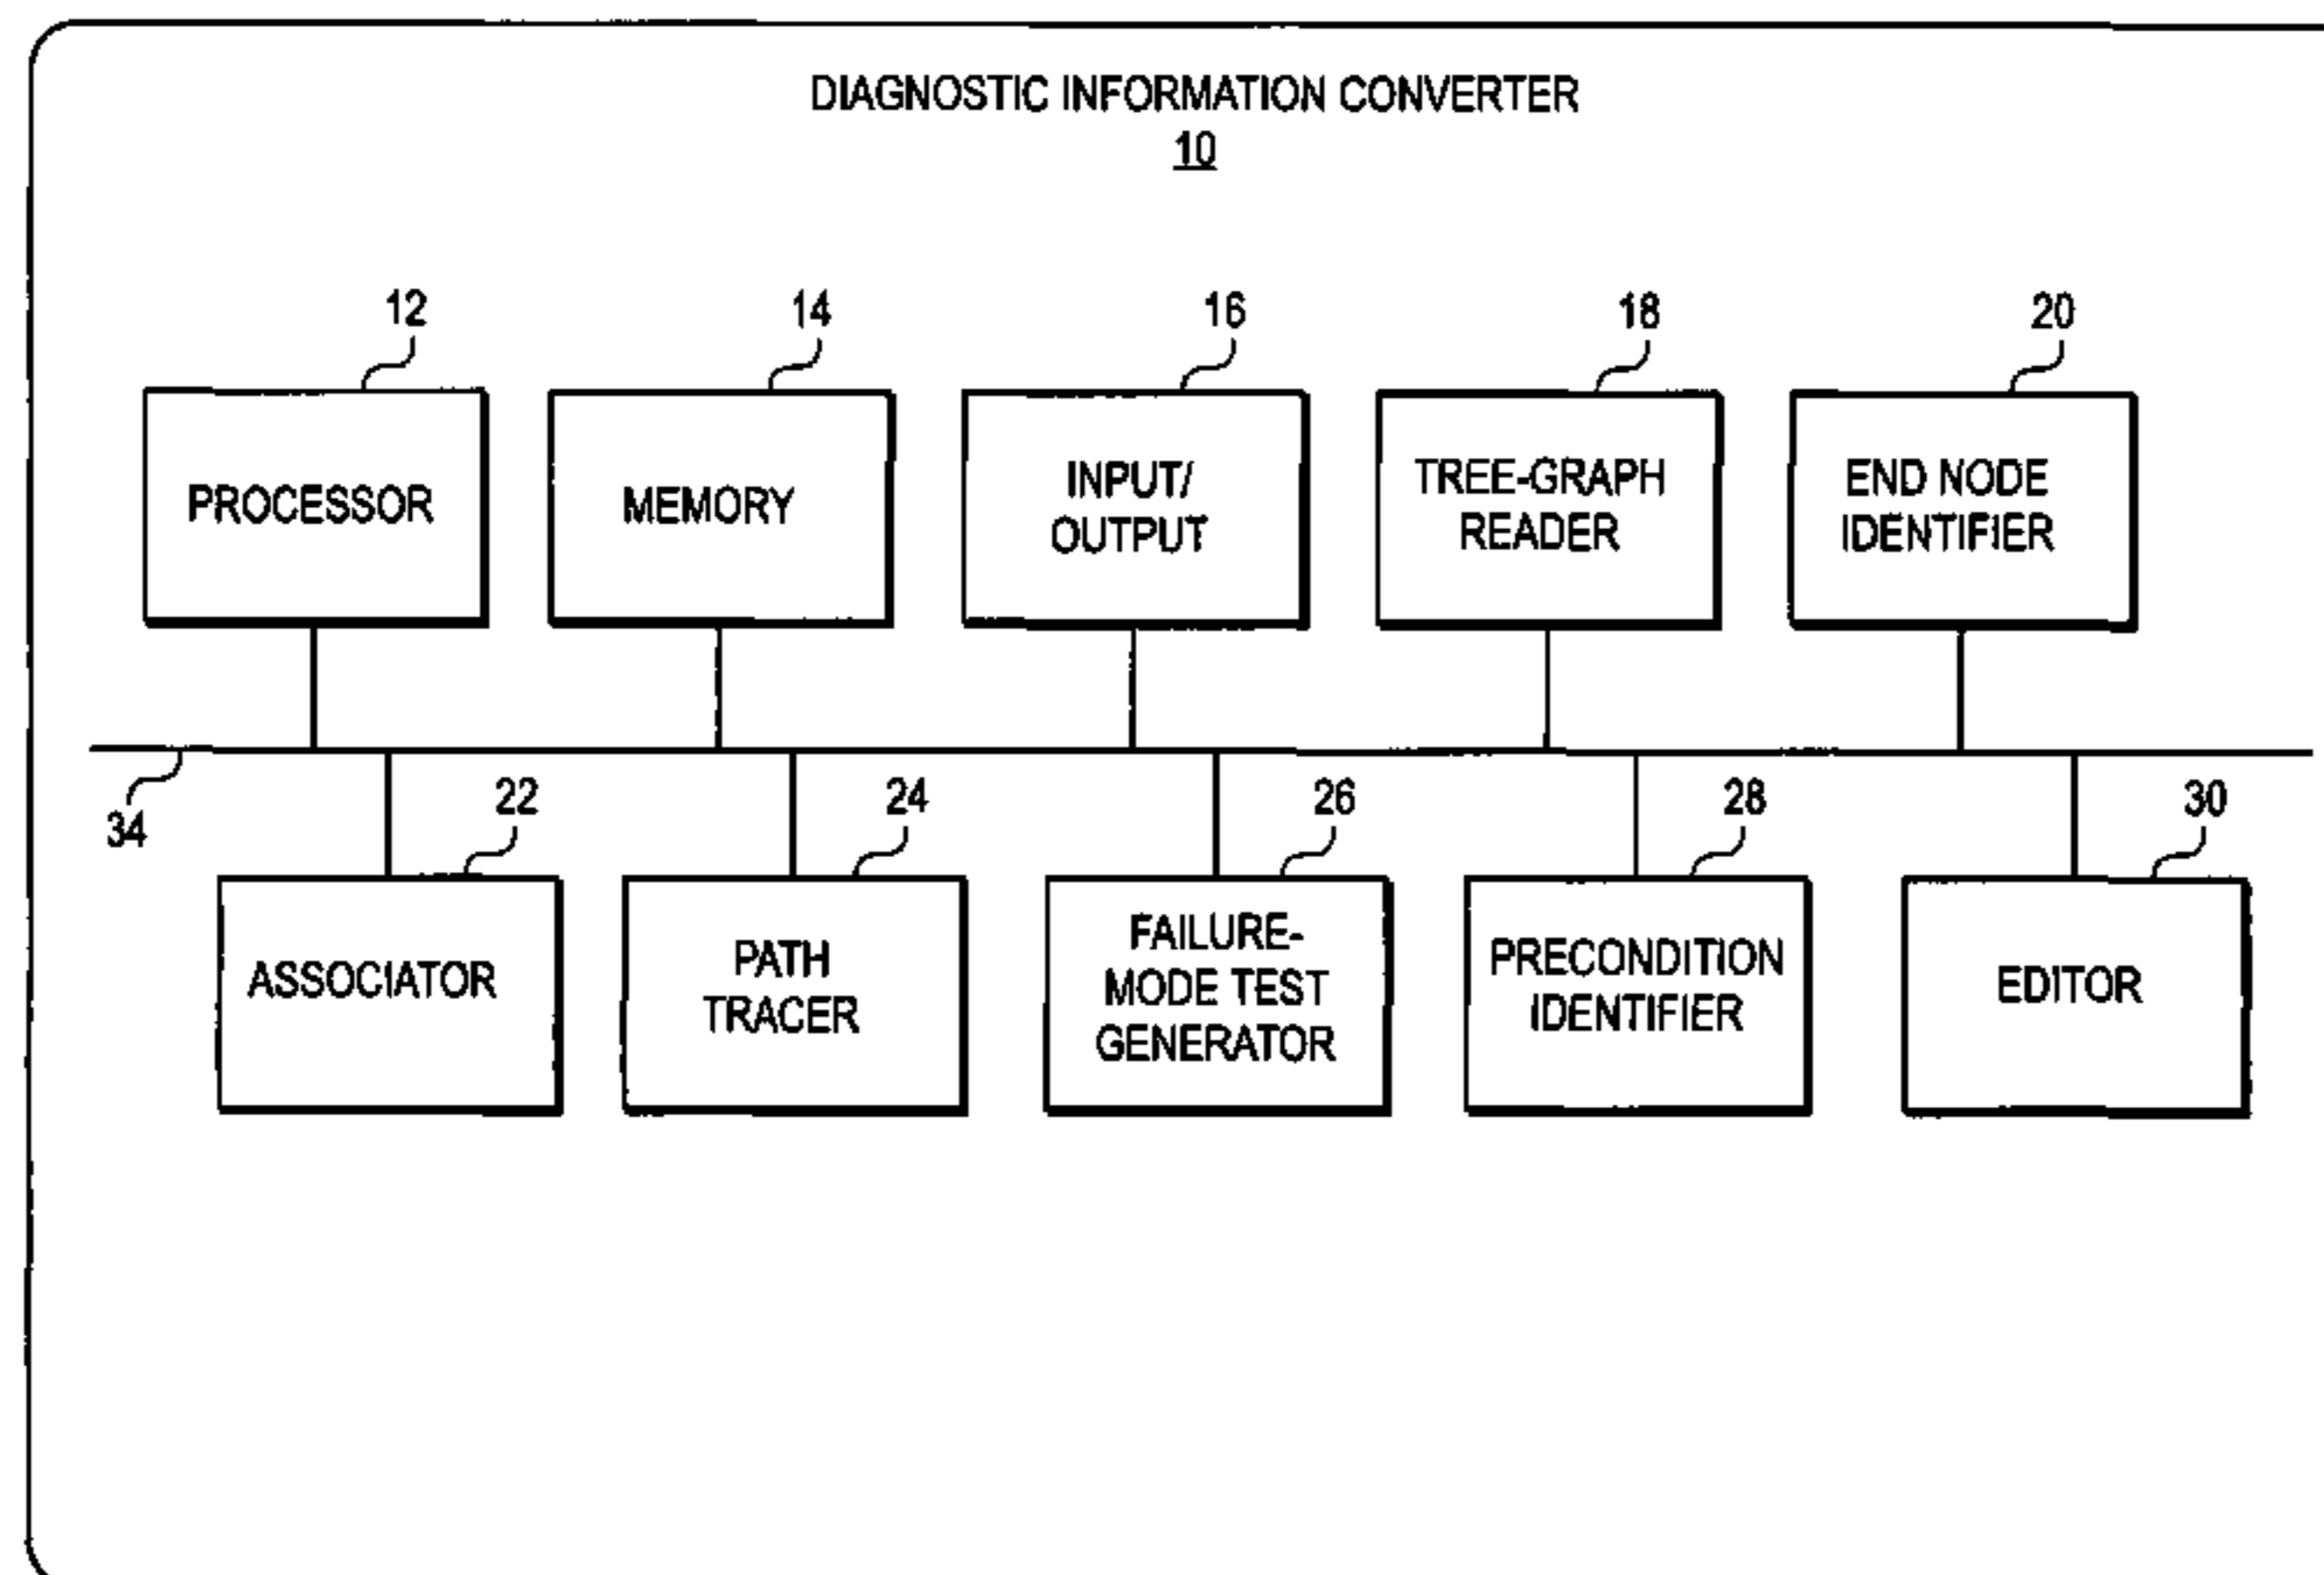 DIAGNOSTIC INFORMATION CONVERTER
10
12
14
16
18
20
PROCESSOR
MEMORY
INPUT/
OUTPUT
TREE-GRAPH
READER
END NODE
IDENTIFIER
34
22
24
26
28
30
ASSOCIATOR
PATH
TRACER
FAILURE-
MODE TEST
GENERATOR
PRECONDITION
IDENTIFIER
EDITOR